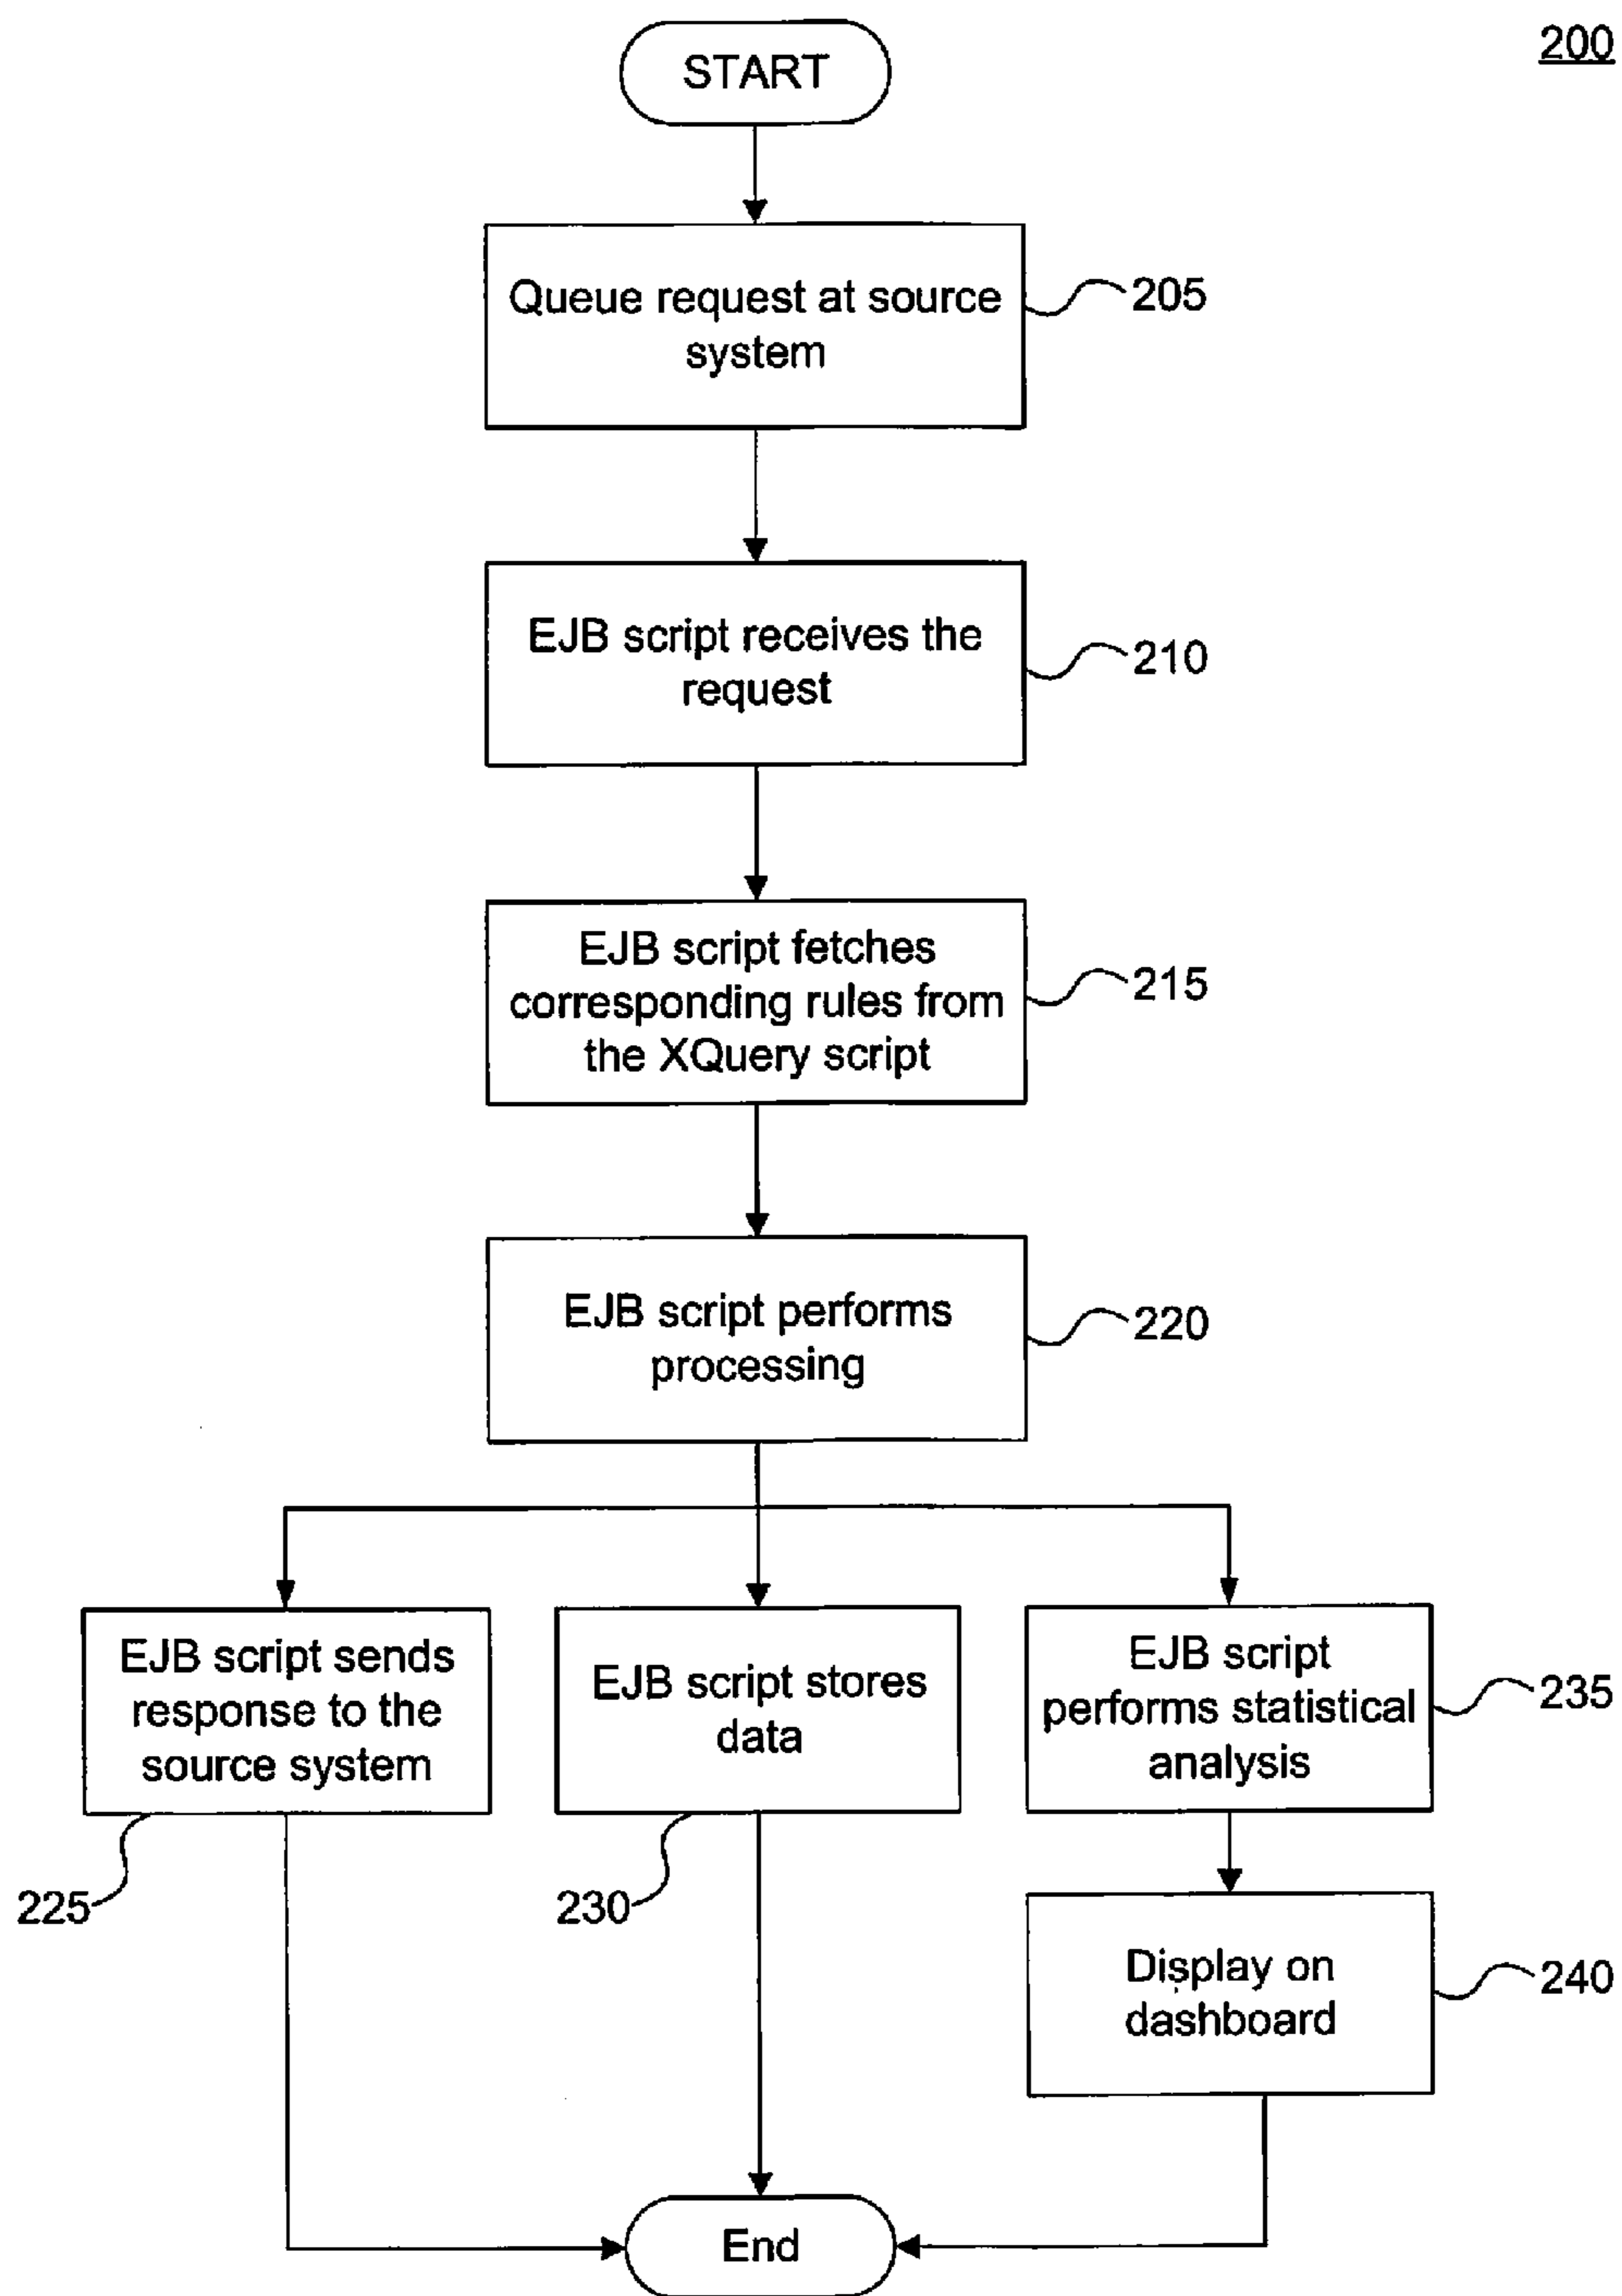 200
START
Queue request at source
system
205
EJB script receives the
request
210
EJB script fetches
corresponding rules from
the XQuery script
215
EJB script performs
processing
220
EJB script sends
response to the
source system
225
EJB script stores
data
230
EJB script
performs statistical
analysis
235
Display on
dashboard
240
End